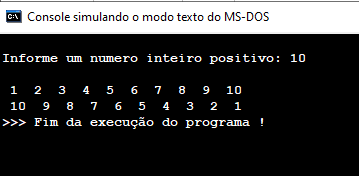 C:\
Console simulando o modo texto do MS-DOS
Informe um numero inteiro positivo: 10
1 2 3 4 5 6 7 8 9 10
10 9 8 7 6 5 4 3 2 1
>>> Fim da execução do programa !